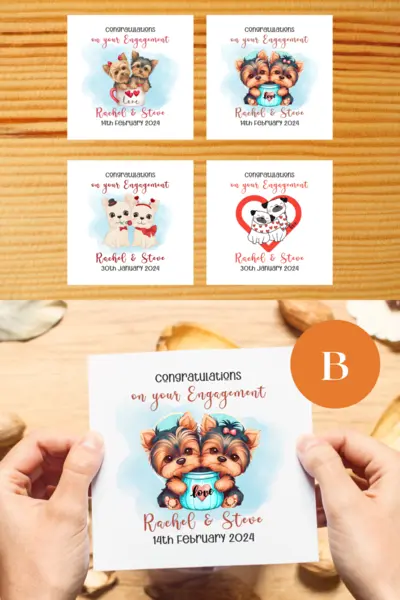 Congratulations
on your Engagement
Love
Rachel & Steve
14th February 2024
Congratulations
on your Engagement
love
Rachel & Steve
14th February 2024
Congratulations
on your Engagement
Rachel & Steve
30th January 2024
Congratulations
on your Engagement
Rachel & Steve
30th January 2024
B
Congratulations
on your Engagement
love
Rachel & Steve
14th February 2024